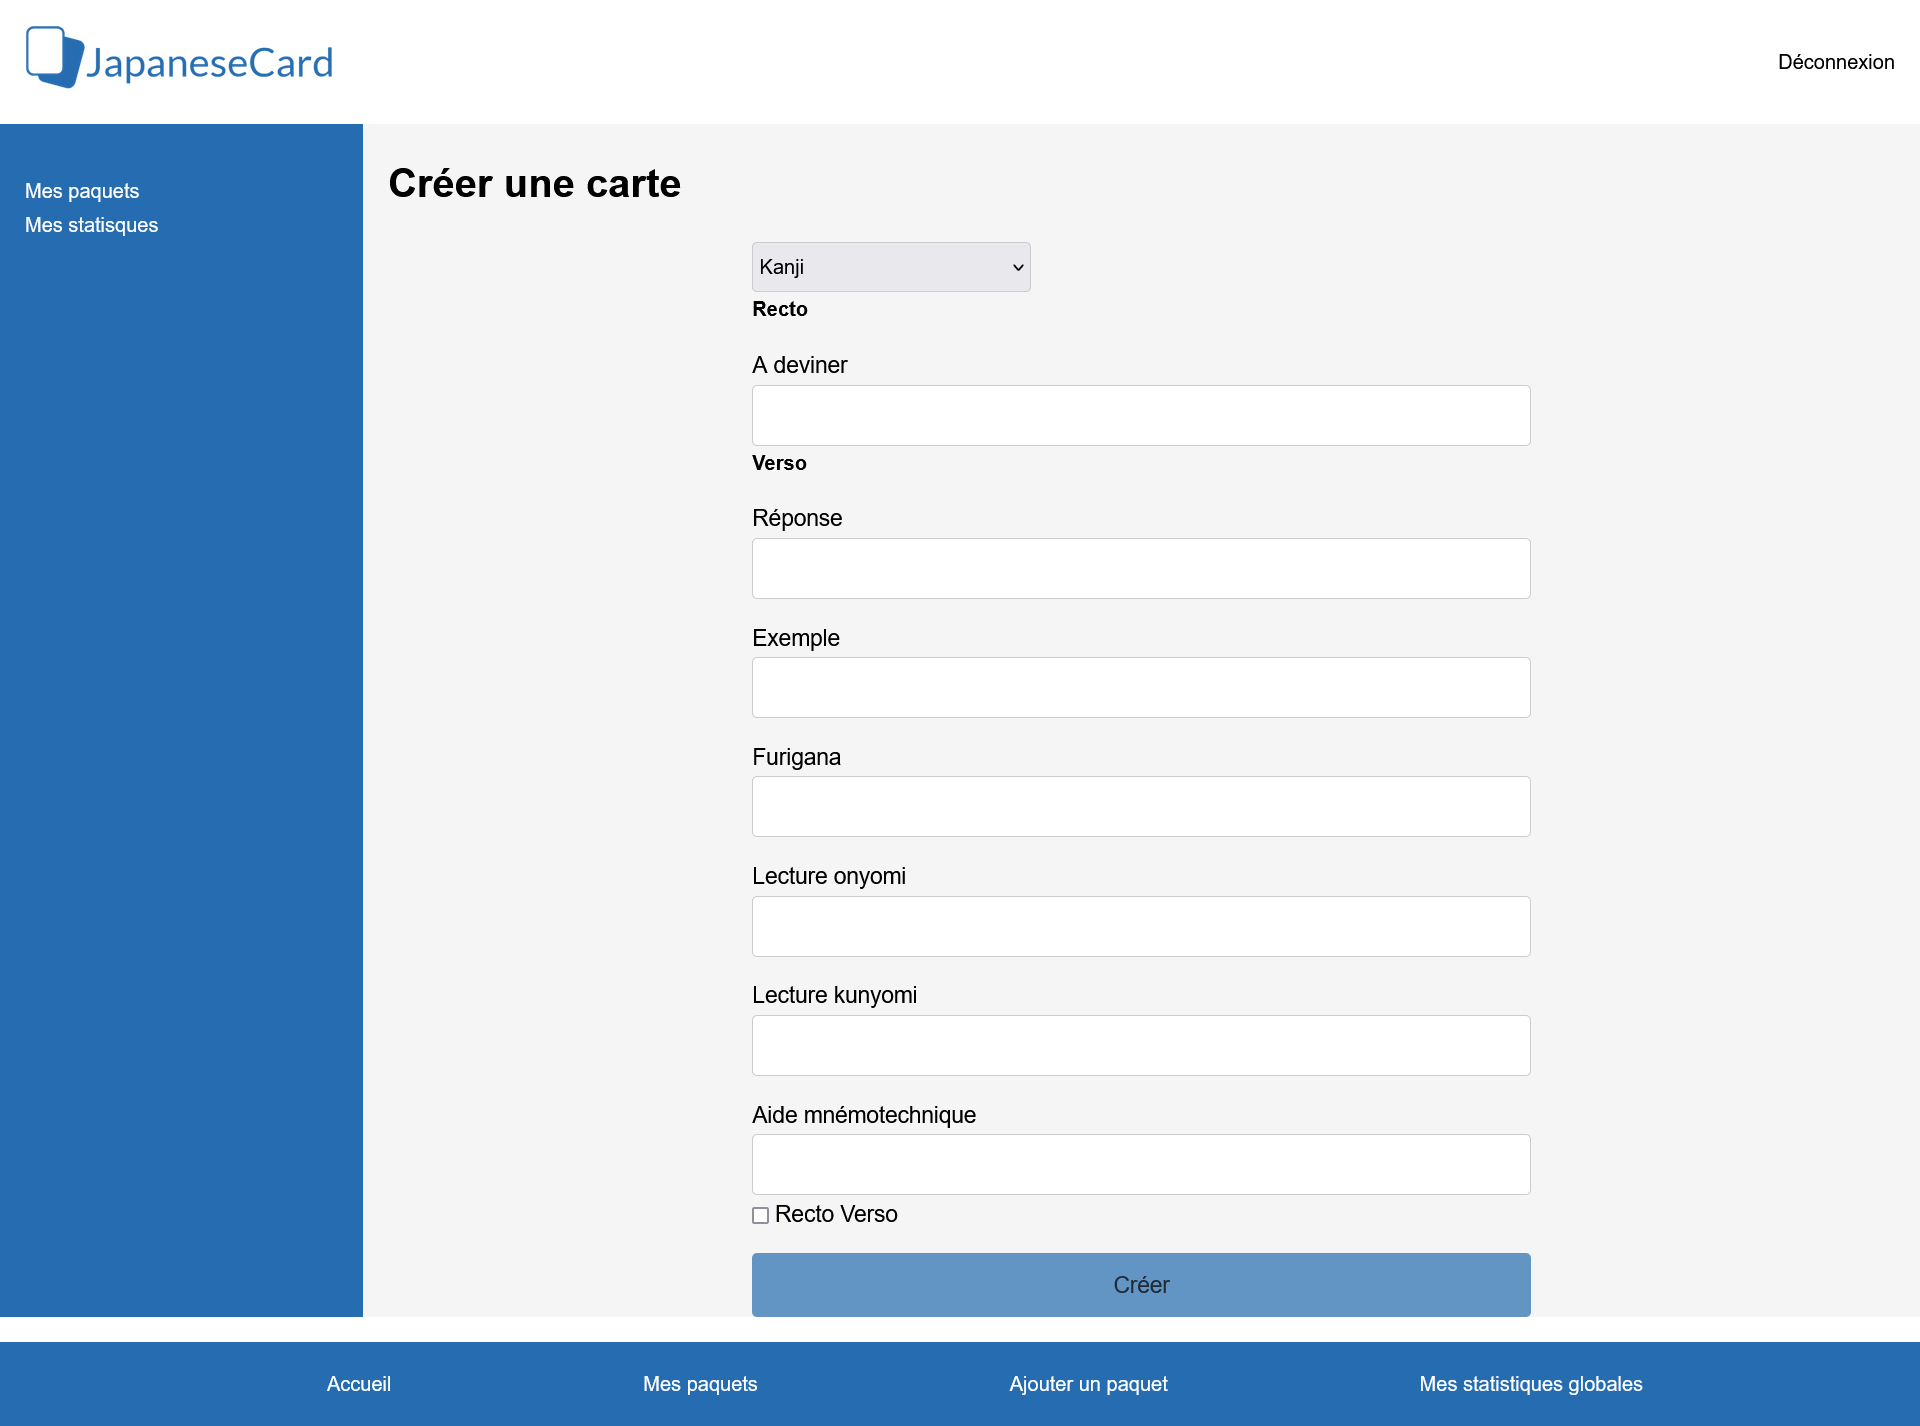 JapaneseCard
Déconnexion
Mes paquets
Mes statisques
Créer une carte
Kanji
Recto
A deviner
Verso
Réponse
Exemple
Furigana
Lecture onyomi
Lecture kunyomi
Aide mnémotechnique
Recto Verso
Créer
Accueil
Mes paquets
Ajouter un paquet
Mes statistiques globales